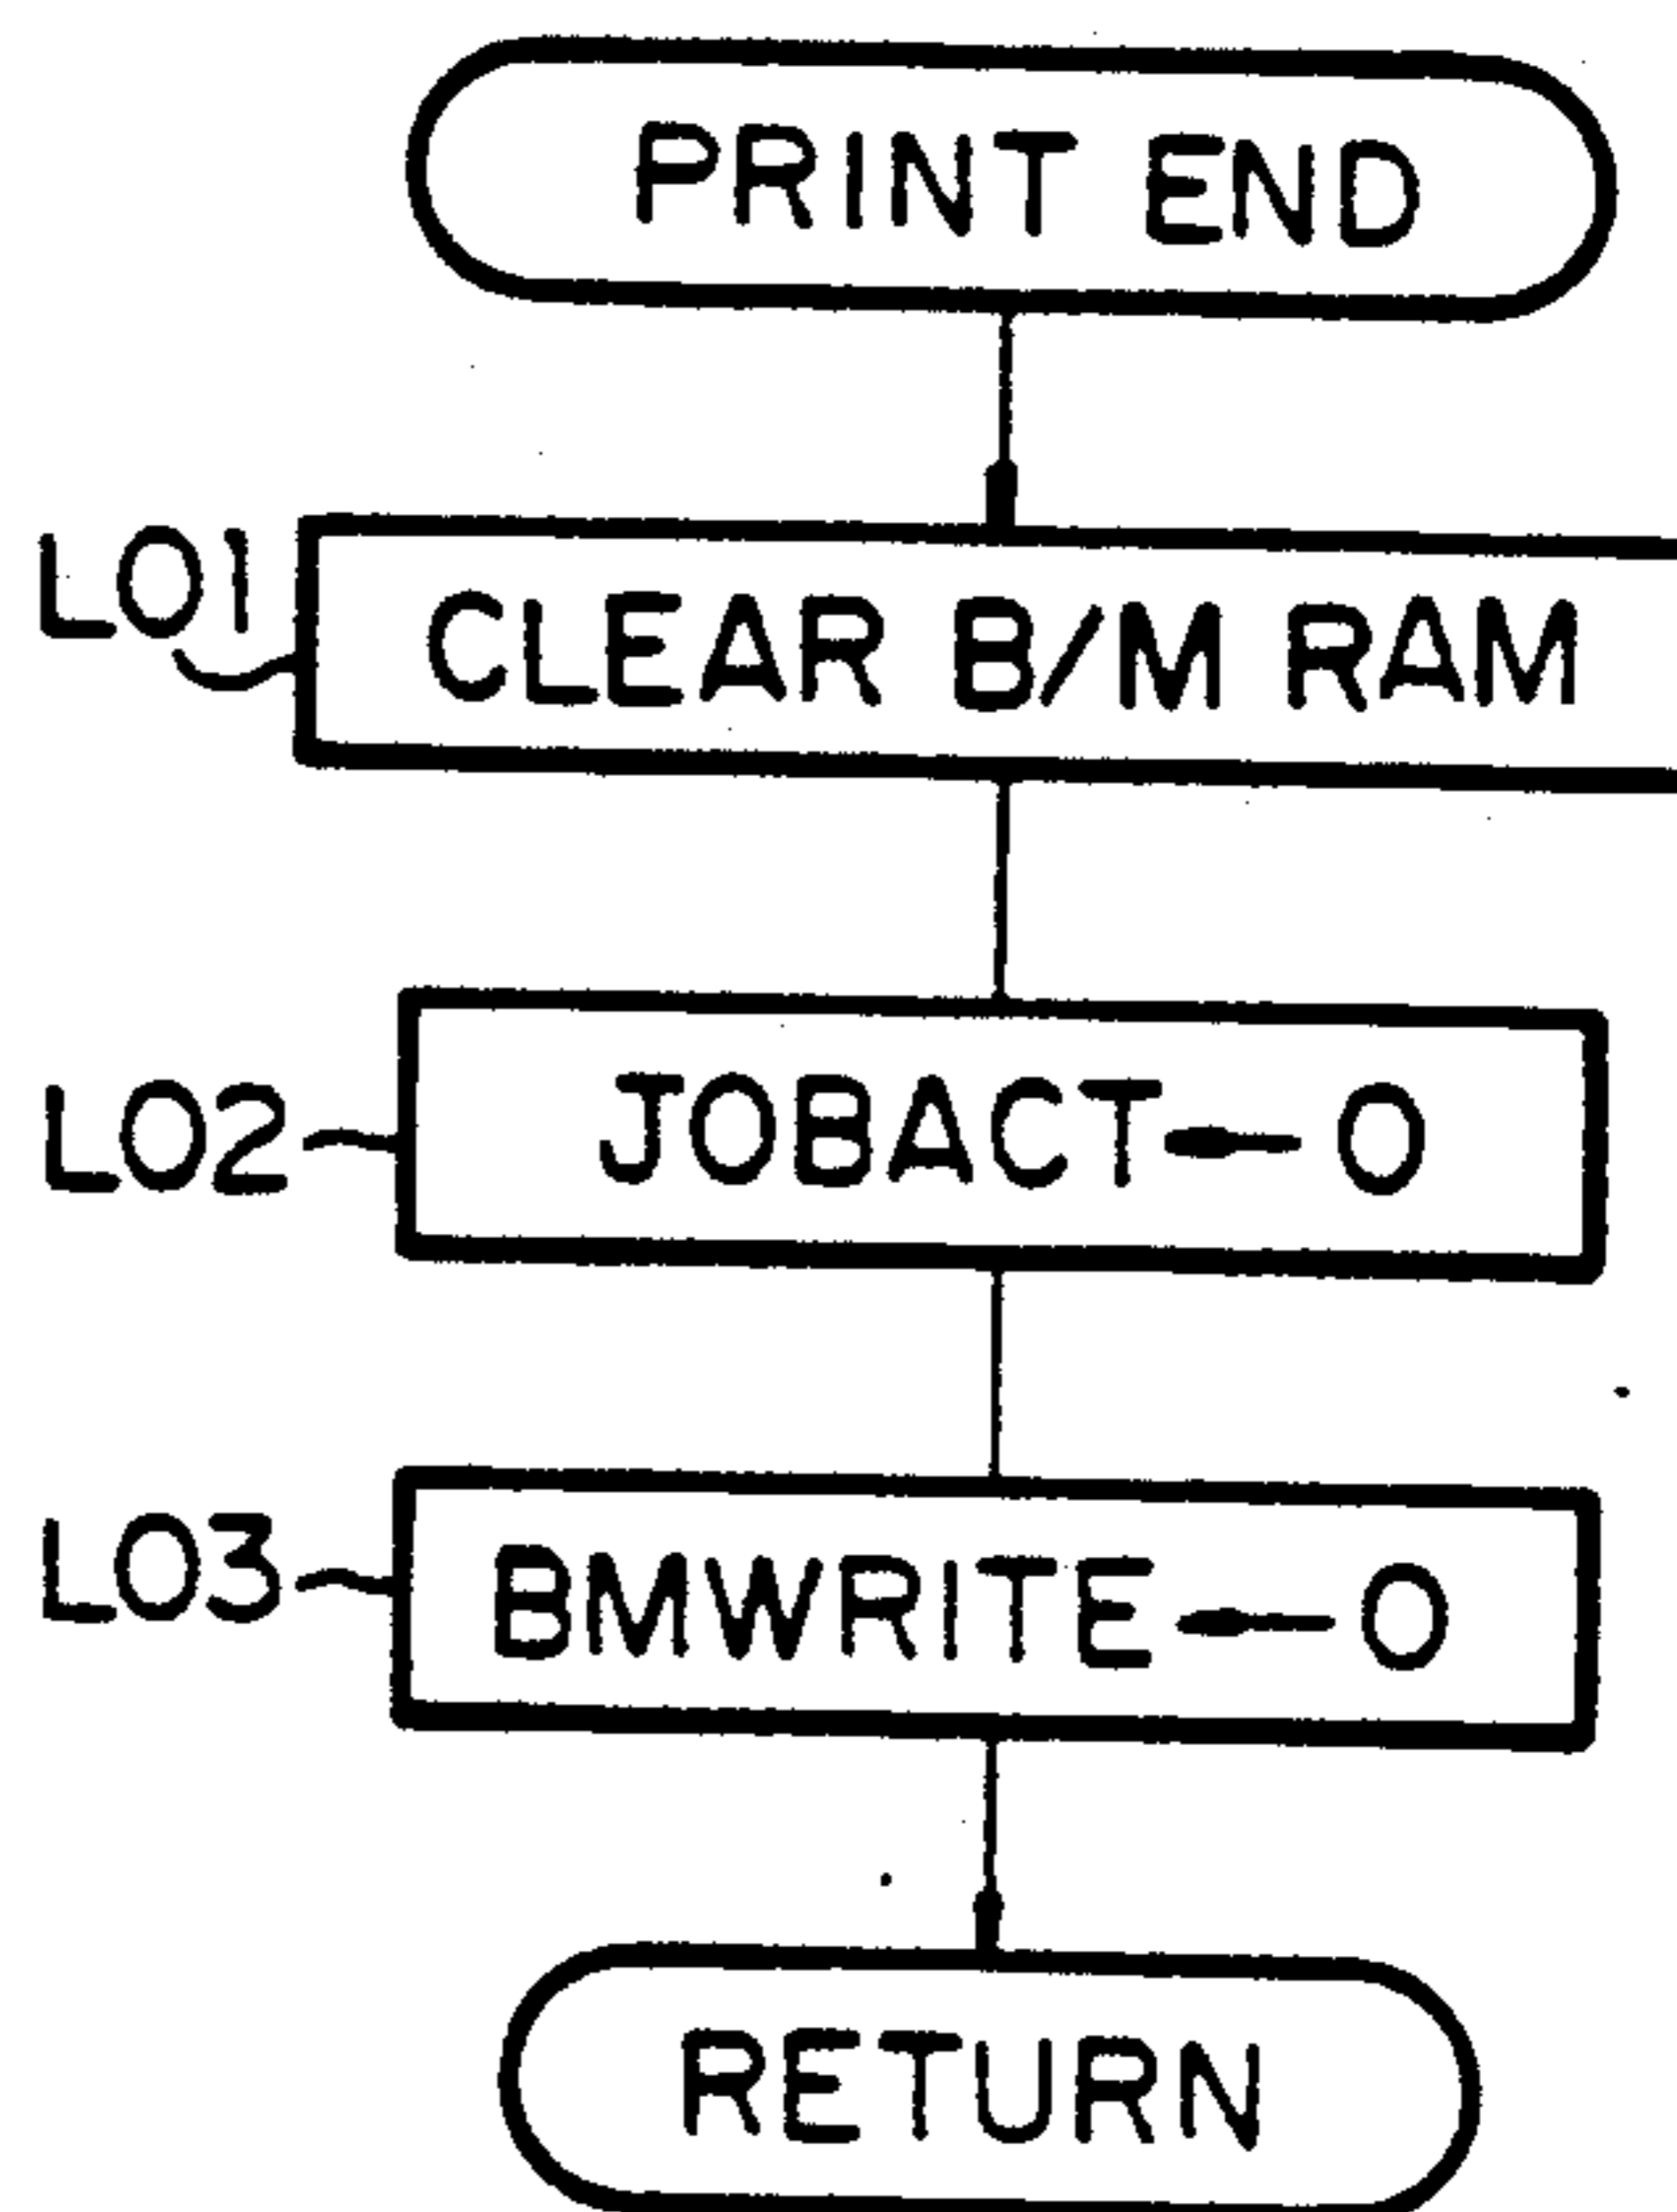 PRINT END
L01 CLEAR B/M RAM
L02 JOBACT ← 0
L03 BMWRITE ← 0
RETURN